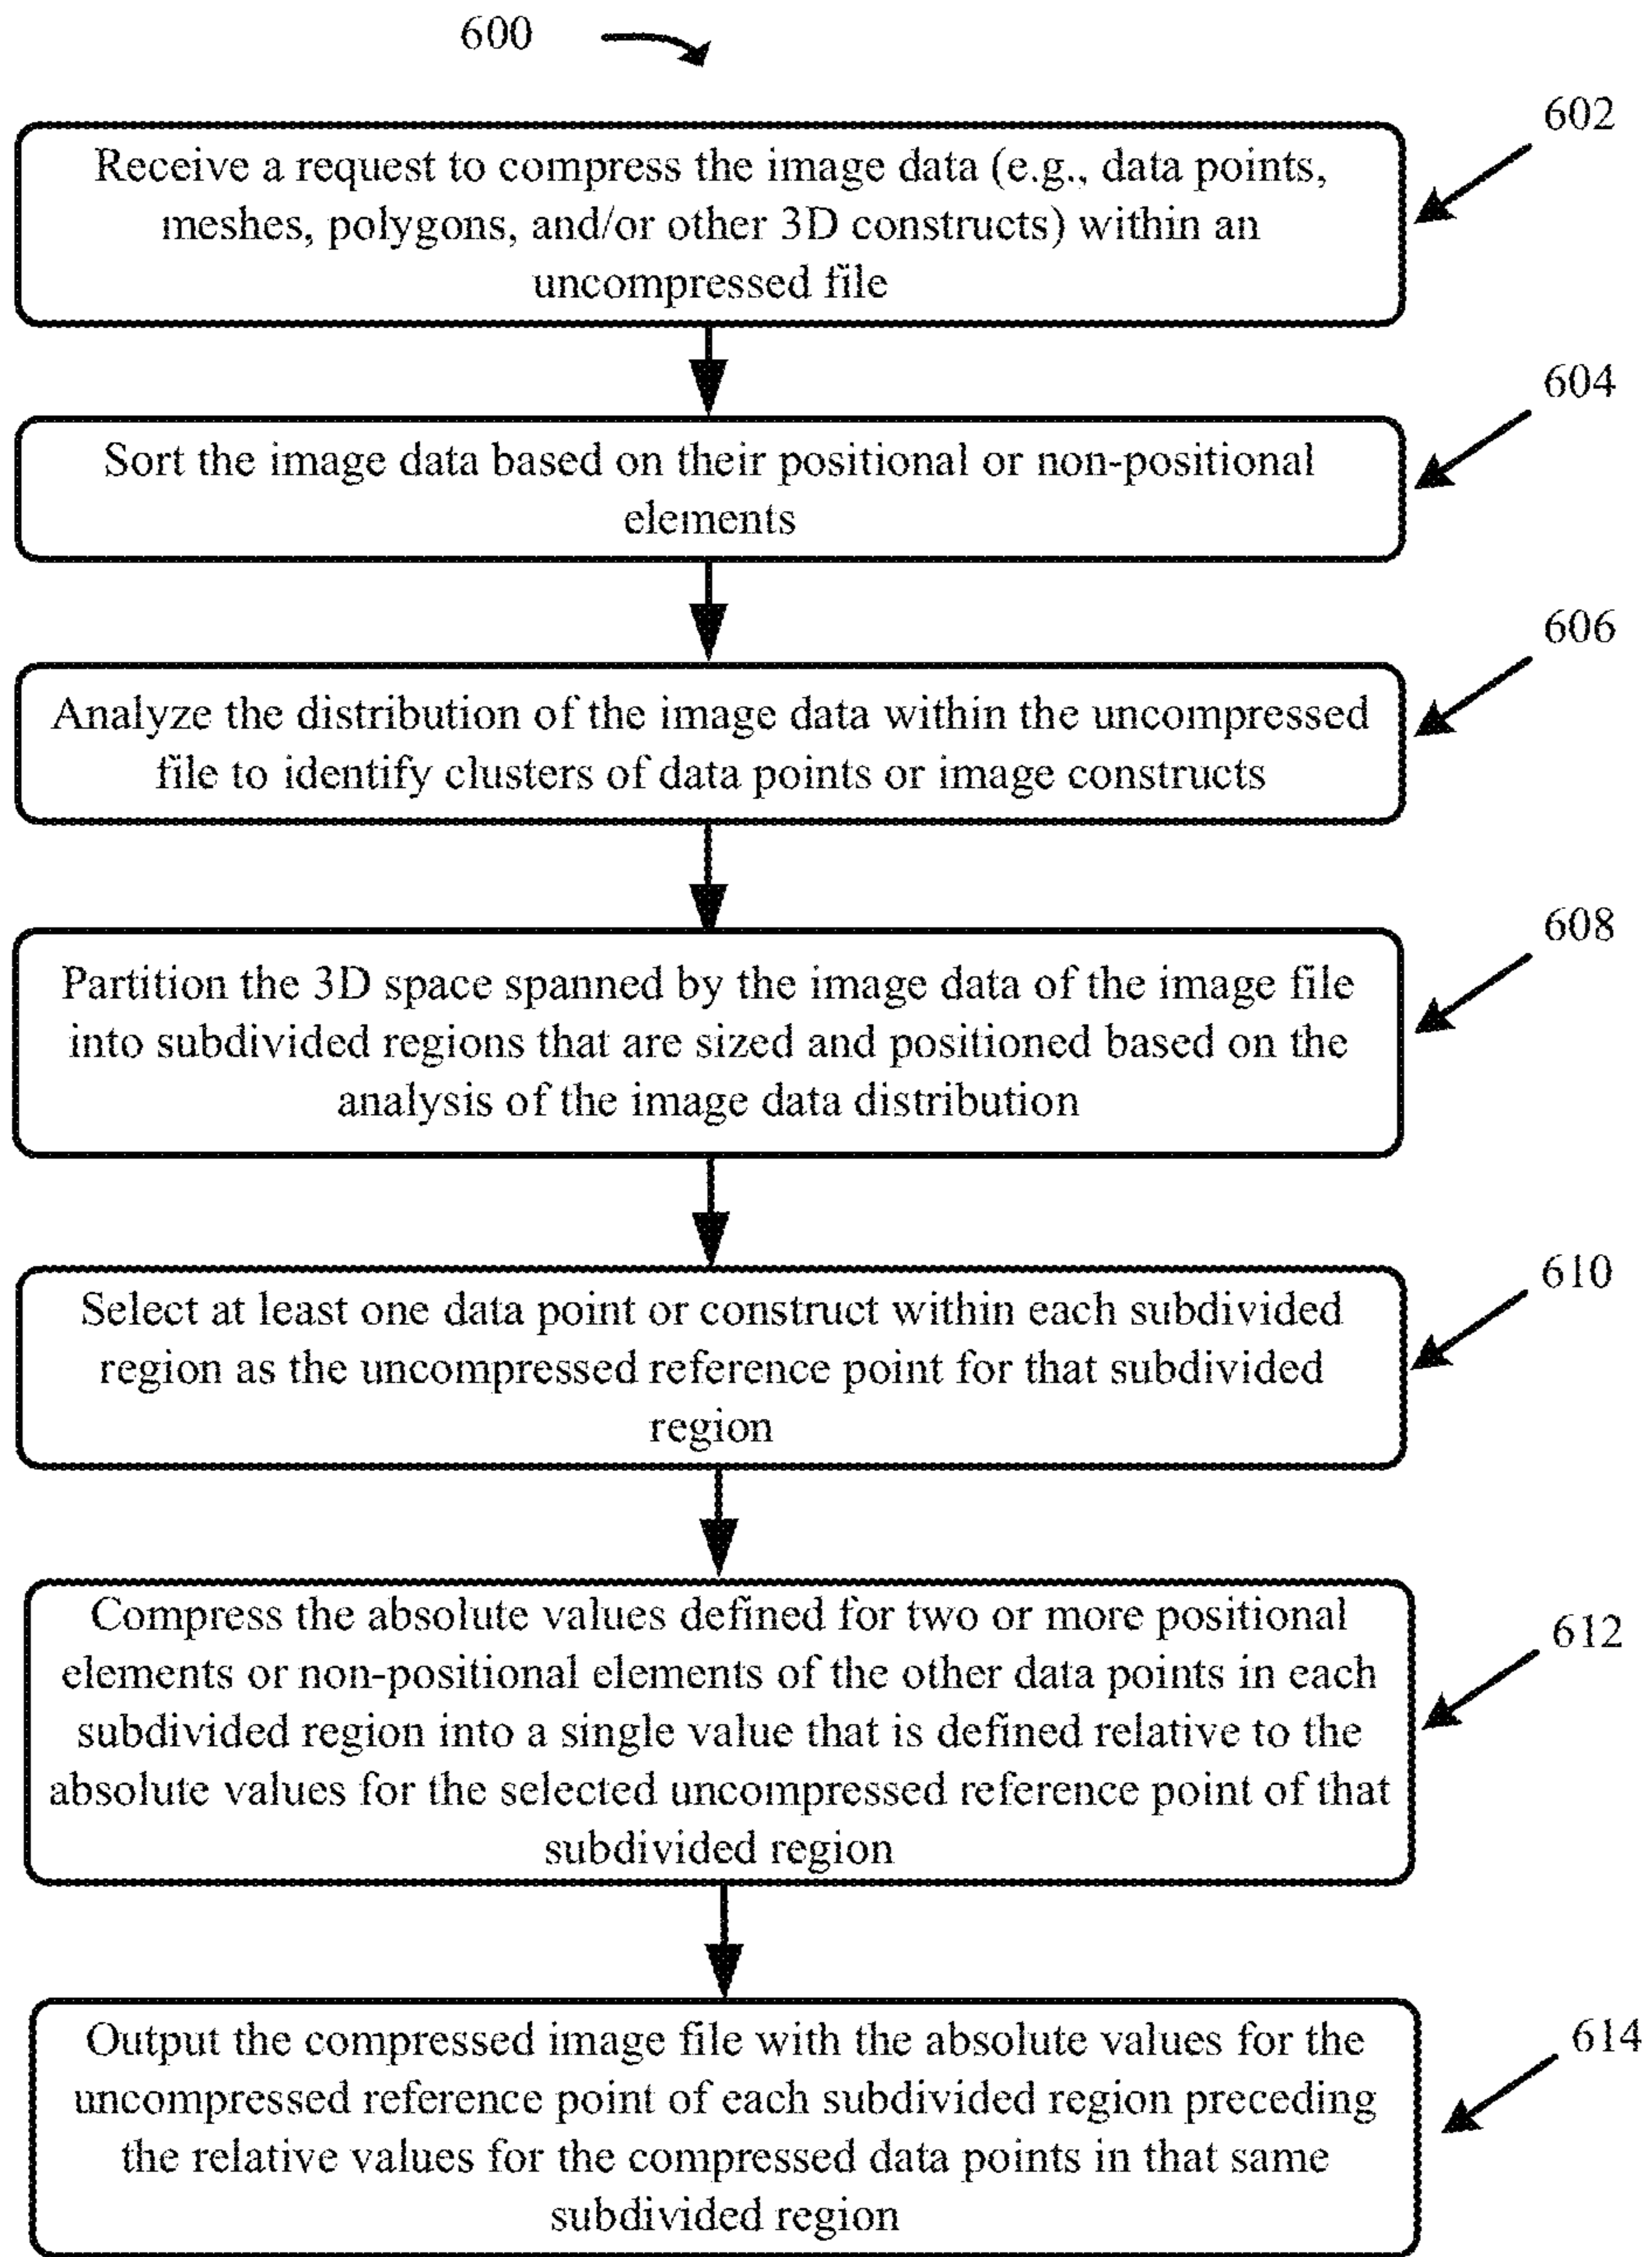 600
602
Receive a request to compress the image data (e.g., data points,
meshes, polygons, and/or other 3D constructs) within an
uncompressed file
604
Sort the image data based on their positional or non-positional
elements
606
Analyze the distribution of the image data within the uncompressed
file to identify clusters of data points or image constructs
608
Partition the 3D space spanned by the image data of the image file
into subdivided regions that are sized and positioned based on the
analysis of the image data distribution
610
Select at least one data point or construct within each subdivided
region as the uncompressed reference point for that subdivided
region
612
Compress the absolute values defined for two or more positional
elements or non-positional elements of the other data points in each
subdivided region into a single value that is defined relative to the
absolute values for the selected uncompressed reference point of that
subdivided region
614
Output the compressed image file with the absolute values for the
uncompressed reference point of each subdivided region preceding
the relative values for the compressed data points in that same
subdivided region